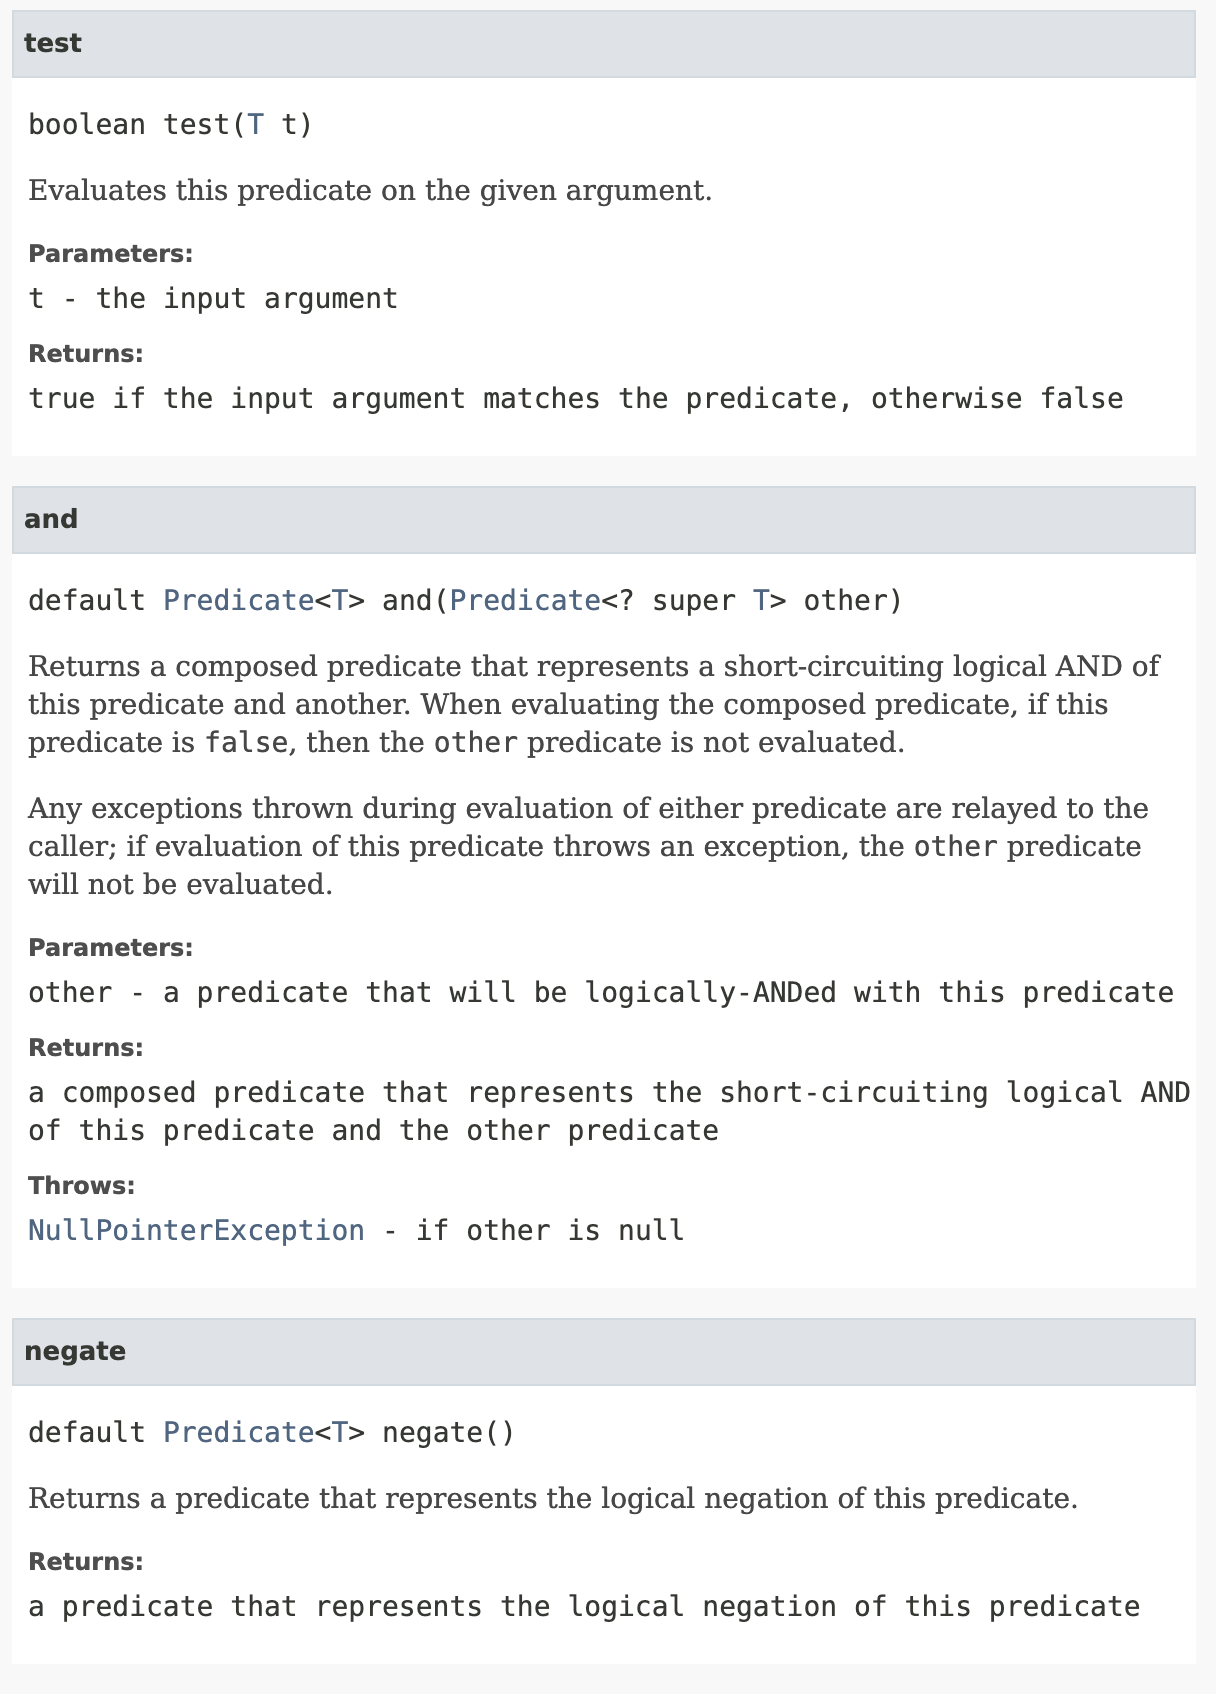 test
boolean test(T t)
Evaluates this predicate on the given argument.
Parameters:
t - the input argument
Returns:
true if the input argument matches the predicate, otherwise false
and
default Predicate<T> and(Predicate<? super T> other)
Returns a composed predicate that represents a short-circuiting logical AND of
this predicate and another. When evaluating the composed predicate, if this
predicate is false, then the other predicate is not evaluated.
Any exceptions thrown during evaluation of either predicate are relayed to the
caller; if evaluation of this predicate throws an exception, the other predicate
will not be evaluated.
Parameters:
other - a predicate that will be logically-ANDed with this predicate
Returns:
a composed predicate that represents the short-circuiting logical AND
of this predicate and the other predicate
Throws:
NullPointerException - if other is null
negate
default Predicate<T> negate()
Returns a predicate that represents the logical negation of this predicate.
Returns:
a predicate that represents the logical negation of this predicate